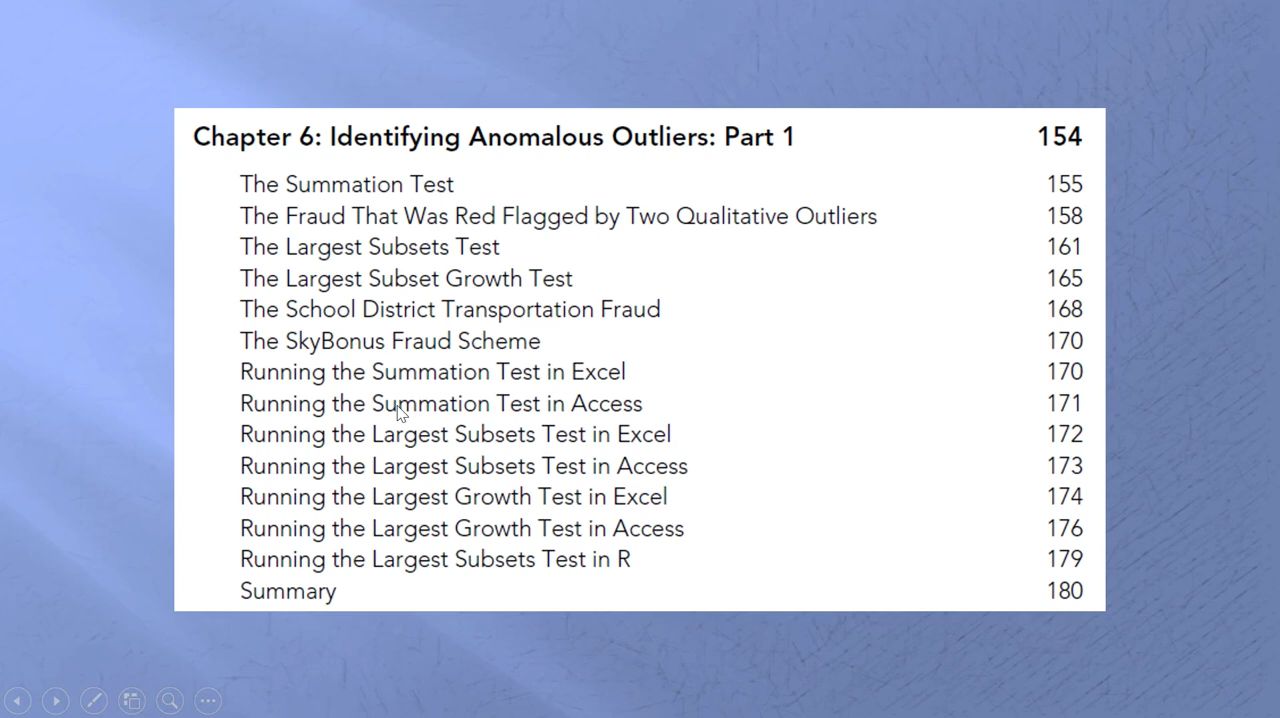 Chapter 6: Identifying Anomalous Outliers: Part 1 154
The Summation Test 155
The Fraud That Was Red Flagged by Two Qualitative Outliers 158
The Largest Subsets Test 161
The Largest Subset Growth Test 165
The School District Transportation Fraud 168
The SkyBonus Fraud Scheme 170
Running the Summation Test in Excel 170
Running the Summation Test in Access 171
Running the Largest Subsets Test in Excel 172
Running the Largest Subsets Test in Access 173
Running the Largest Growth Test in Excel 174
Running the Largest Growth Test in Access 176
Running the Largest Subsets Test in R 179
Summary 180